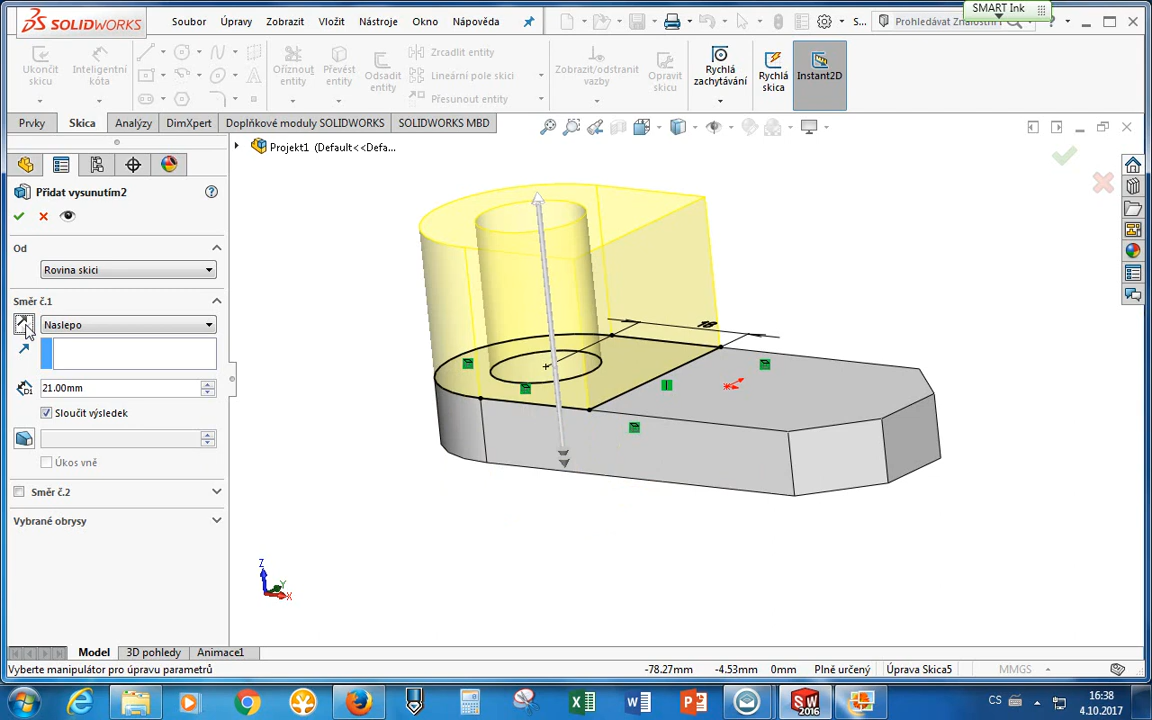 SMART Ink
SOLIDWORKS
Soubor
Úpravy
Zobrazit
Vložit
Nástroje
Okno
Nápověda
S...
Prohledávat Znalostní
Ukončit skicu
Inteligentní kóta
Oříznout entity
Převést entity
Odsadit entity
Zrcadlit entity
Lineární pole skici
Přesunout entity
Zobrazit/odstranit vazby
Opravit skicu
Rychlá zachytávání
Rychlá skica
Instant2D
Prvky
Skica
Analýzy
DimXpert
Doplňkové moduly SOLIDWORKS
SOLIDWORKS MBD
Projekt1 (Default<<Defa...
Přidat vysunutím2
Od
Rovina skici
Směr č.1
Naslepo
21.00mm
Sloučit výsledek
Úkos vně
Směr č.2
Vybrané obrysy
18
Z
Y
X
Model
3D pohledy
Animace1
Vyberte manipulátor pro úpravu parametrů
-78.27mm
-4.53mm
0mm
Plně určený
Úprava Skica5
MMGS
SW
2016
CS
16:38
4.10.2017